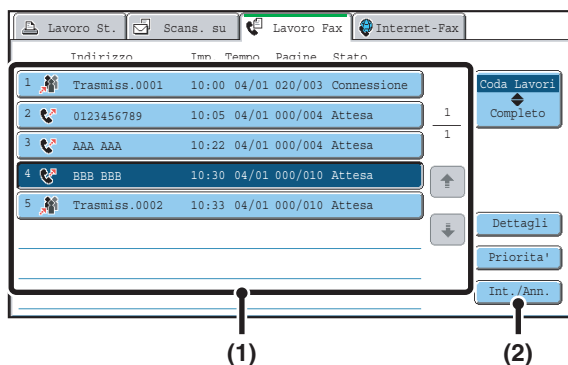 Lavoro St. Scans. su Lavoro Fax Internet-Fax
Indirizzo Imp. Tempo Pagine Stato
1 Trasmiss.0001 10:00 04/01 020/003 Connessione
2 0123456789 10:05 04/01 000/004 Attesa
3 AAA AAA 10:22 04/01 000/004 Attesa
4 BBB BBB 10:30 04/01 000/010 Attesa
5 Trasmiss.0002 10:33 04/01 000/010 Attesa
1
1
Coda Lavori
Completo
Dettagli
Priorita'
Int./Ann.
(1) (2)